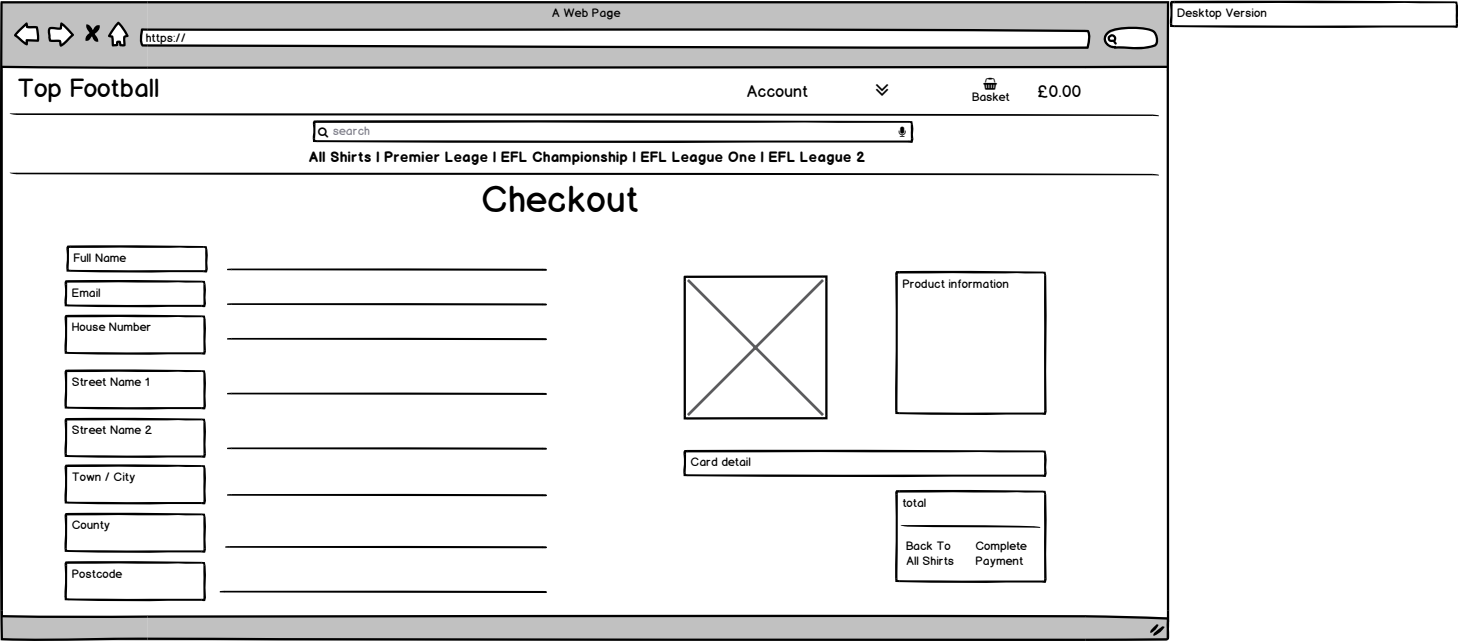 A Web Page
Desktop Version
https://
Top Football
Account
Basket
£0.00
search
All Shirts I Premier Leage I EFL Championship I EFL League One I EFL League 2
Checkout
Full Name
Email
House Number
Street Name 1
Street Name 2
Town / City
County
Postcode
Product information
Card detail
total
Back To
All Shirts
Complete
Payment